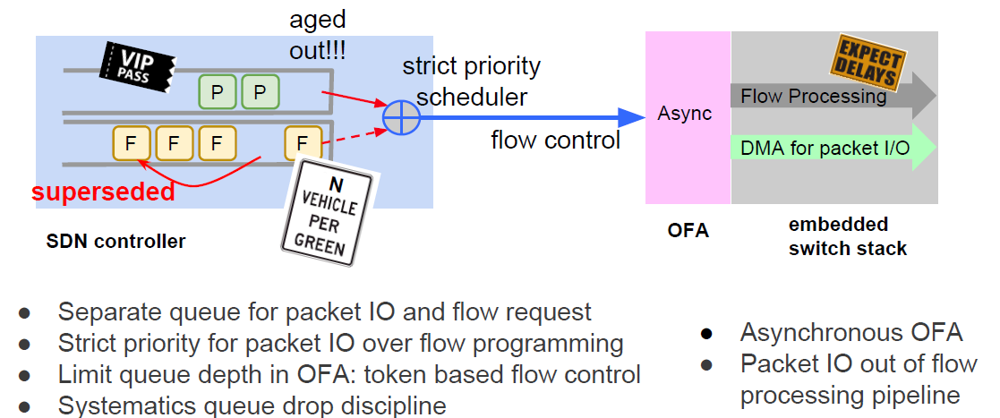 aged
out!!!
VIP
PASS
P
P
strict priority
scheduler
F
F
F
F
flow control
superseded
N
VEHICLE
PER
GREEN
SDN controller
EXPECT
DELAYS
Async
Flow Processing
DMA for packet I/O
OFA
embedded
switch stack
● Separate queue for packet IO and flow request
● Strict priority for packet IO over flow programming
● Limit queue depth in OFA: token based flow control
● Systematics queue drop discipline
● Asynchronous OFA
● Packet IO out of flow
processing pipeline